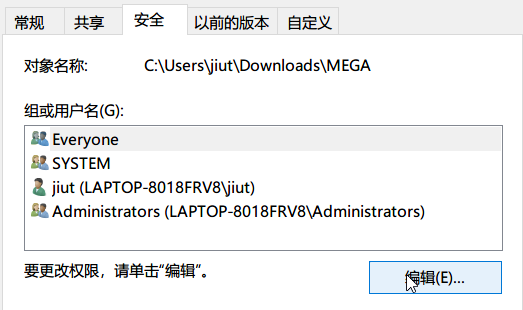 常规 共享 安全 以前的版本 自定义
对象名称: C:\Users\jiut\Downloads\MEGA
组或用户名(G):
Everyone
SYSTEM
jiut (LAPTOP-8018FRV8\jiut)
Administrators (LAPTOP-8018FRV8\Administrators)
要更改权限，请单击“编辑”。 编辑(E)...